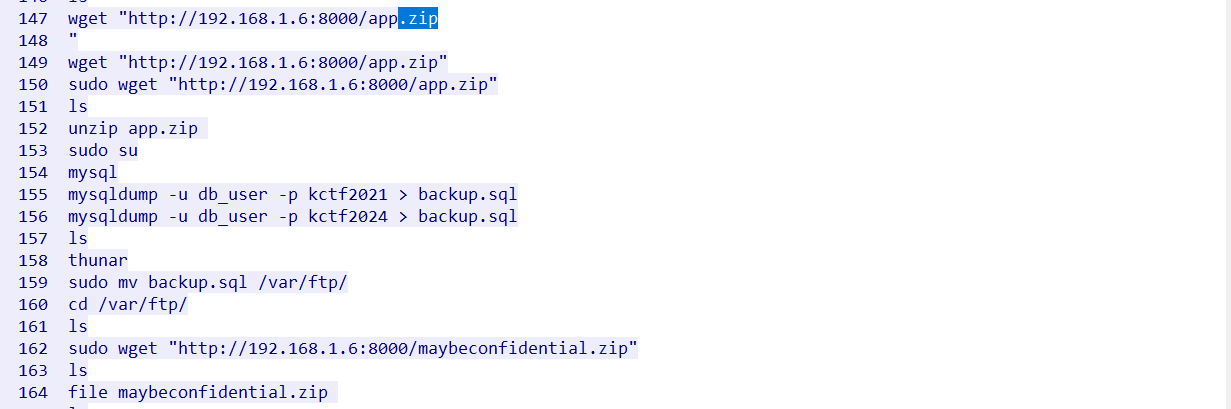 146 ls
147 wget "http://192.168.1.6:8000/app.zip
148 "
149 wget "http://192.168.1.6:8000/app.zip"
150 sudo wget "http://192.168.1.6:8000/app.zip"
151 ls
152 unzip app.zip
153 sudo su
154 mysql
155 mysqldump -u db_user -p kctf2021 > backup.sql
156 mysqldump -u db_user -p kctf2024 > backup.sql
157 ls
158 thunar
159 sudo mv backup.sql /var/ftp/
160 cd /var/ftp/
161 ls
162 sudo wget "http://192.168.1.6:8000/maybeconfidential.zip"
163 ls
164 file maybeconfidential.zip